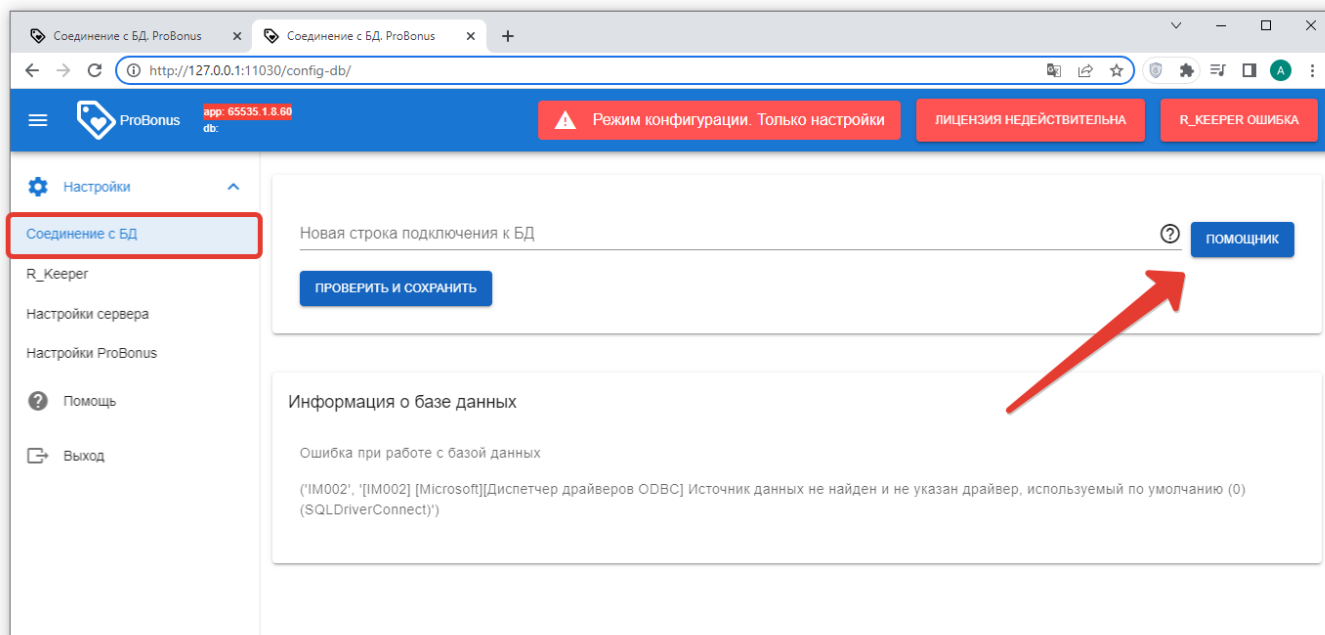 Соединение с БД. ProBonus
Соединение с БД. ProBonus
http://127.0.0.1:11030/config-db/
A
ProBonus
app: 65535.1.8.60
db:
Режим конфигурации. Только настройки
ЛИЦЕНЗИЯ НЕДЕЙСТВИТЕЛЬНА
R_KEEPER ОШИБКА
Настройки
Соединение с БД
R_Keeper
Настройки сервера
Настройки ProBonus
Помощь
Выход
Новая строка подключения к БД
ПОМОЩНИК
ПРОВЕРИТЬ И СОХРАНИТЬ
Информация о базе данных
Ошибка при работе с базой данных
('IM002', '[IM002] [Microsoft][Диспетчер драйверов ODBC] Источник данных не найден и не указан драйвер, используемый по умолчанию (0)
(SQLDriverConnect)')